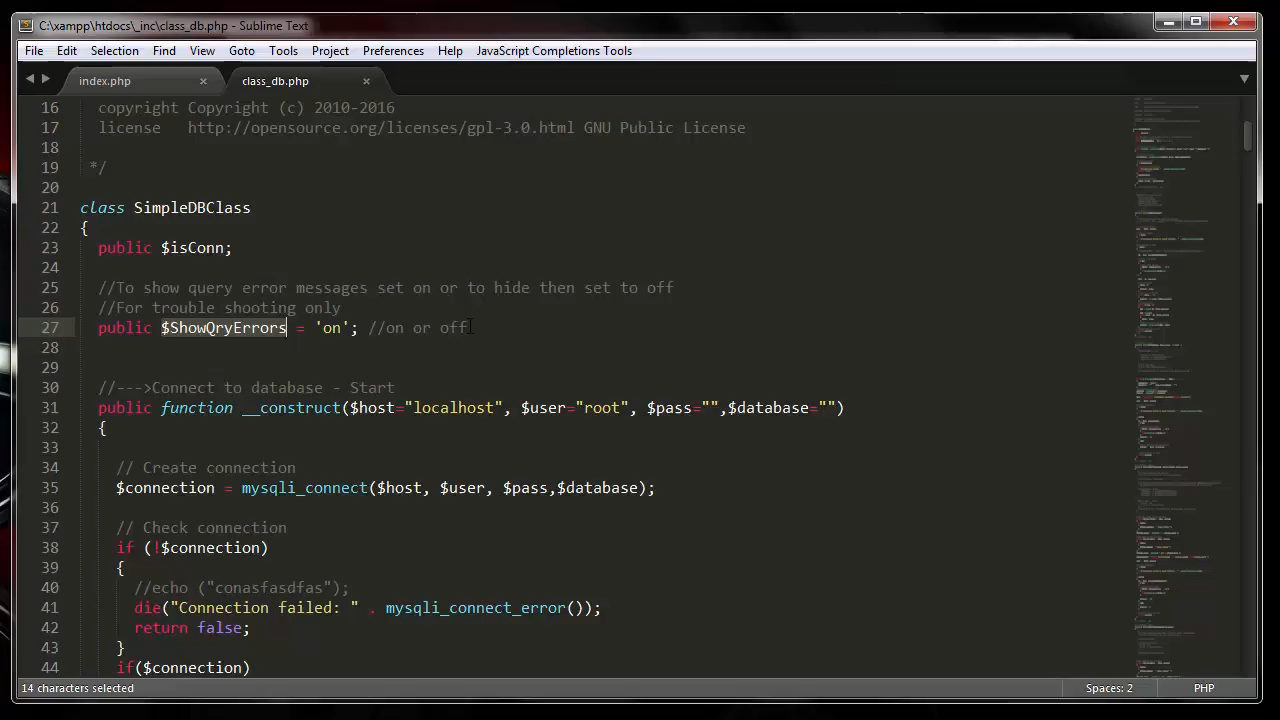 C:\xampp\htdocs\_inc\class_db.php - Sublime Text
File Edit Selection Find View Goto Tools Project Preferences Help JavaScript Completions Tools
index.php × class_db.php ×
16 copyright Copyright (c) 2010-2016
17 license http://opensource.org/licenses/gpl-3.0.html GNU Public License
18
19 */
20
21 class SimpleDBClass
22 {
23 public $isConn;
24
25 //To show query error messages set on or to hide then set to off
26 //For trouble shooting only
27 public $ShowQryErrors = 'on'; //on or off
28
29
30 //--->Connect to database - Start
31 public function __construct($host="localhost", $user="root", $pass="",$database="")
32 {
33
34 // Create connection
35 $connection = mysqli_connect($host, $user, $pass,$database);
36
37 // Check connection
38 if (!$connection)
39 {
40 //echo ("conasfasdfas");
41 die("Connection failed: " . mysqli_connect_error());
42 return false;
43 }
44 if($connection)
14 characters selected Spaces: 2 PHP